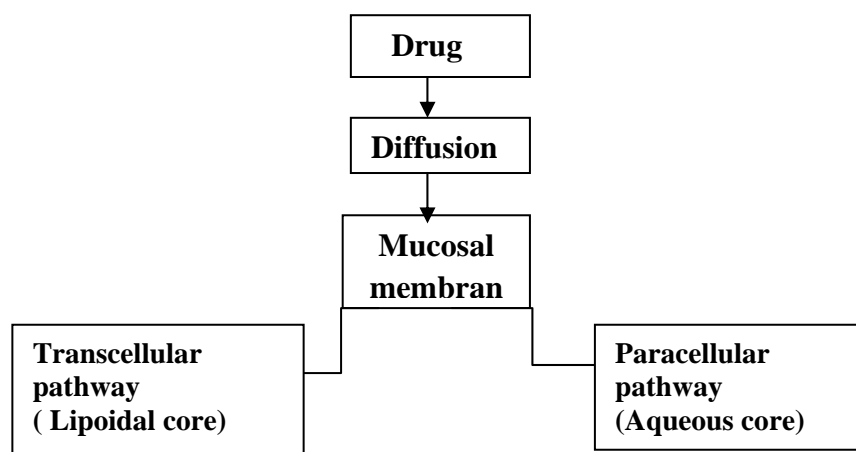 Drug
Diffusion
Mucosal
membran
Transcellular
pathway
( Lipoidal core)
Paracellular
pathway
(Aqueous core)